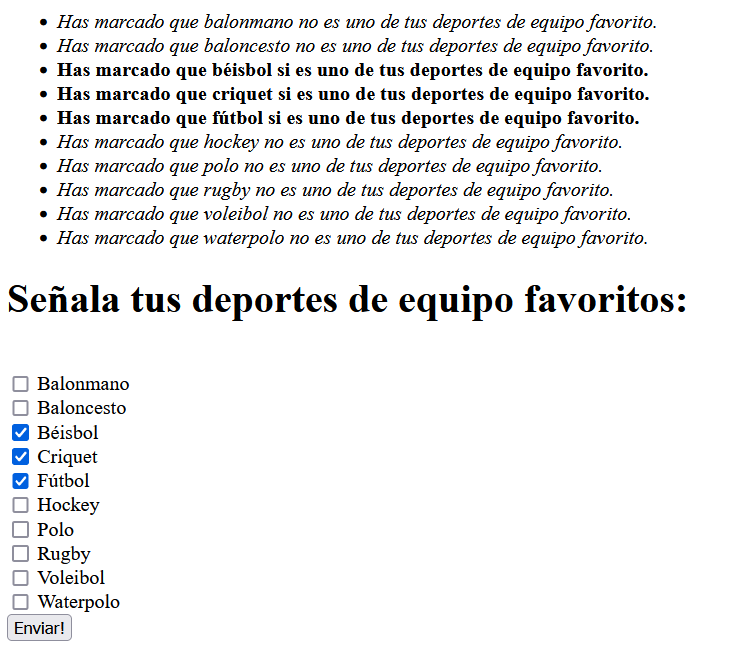 Has marcado que balonmano no es uno de tus deportes de equipo favorito.
Has marcado que baloncesto no es uno de tus deportes de equipo favorito.
Has marcado que béisbol si es uno de tus deportes de equipo favorito.
Has marcado que criquet si es uno de tus deportes de equipo favorito.
Has marcado que fútbol si es uno de tus deportes de equipo favorito.
Has marcado que hockey no es uno de tus deportes de equipo favorito.
Has marcado que polo no es uno de tus deportes de equipo favorito.
Has marcado que rugby no es uno de tus deportes de equipo favorito.
Has marcado que voleibol no es uno de tus deportes de equipo favorito.
Has marcado que waterpolo no es uno de tus deportes de equipo favorito.
Señala tus deportes de equipo favoritos:
Balonmano
Baloncesto
Béisbol
Criquet
Fútbol
Hockey
Polo
Rugby
Voleibol
Waterpolo
Enviar!